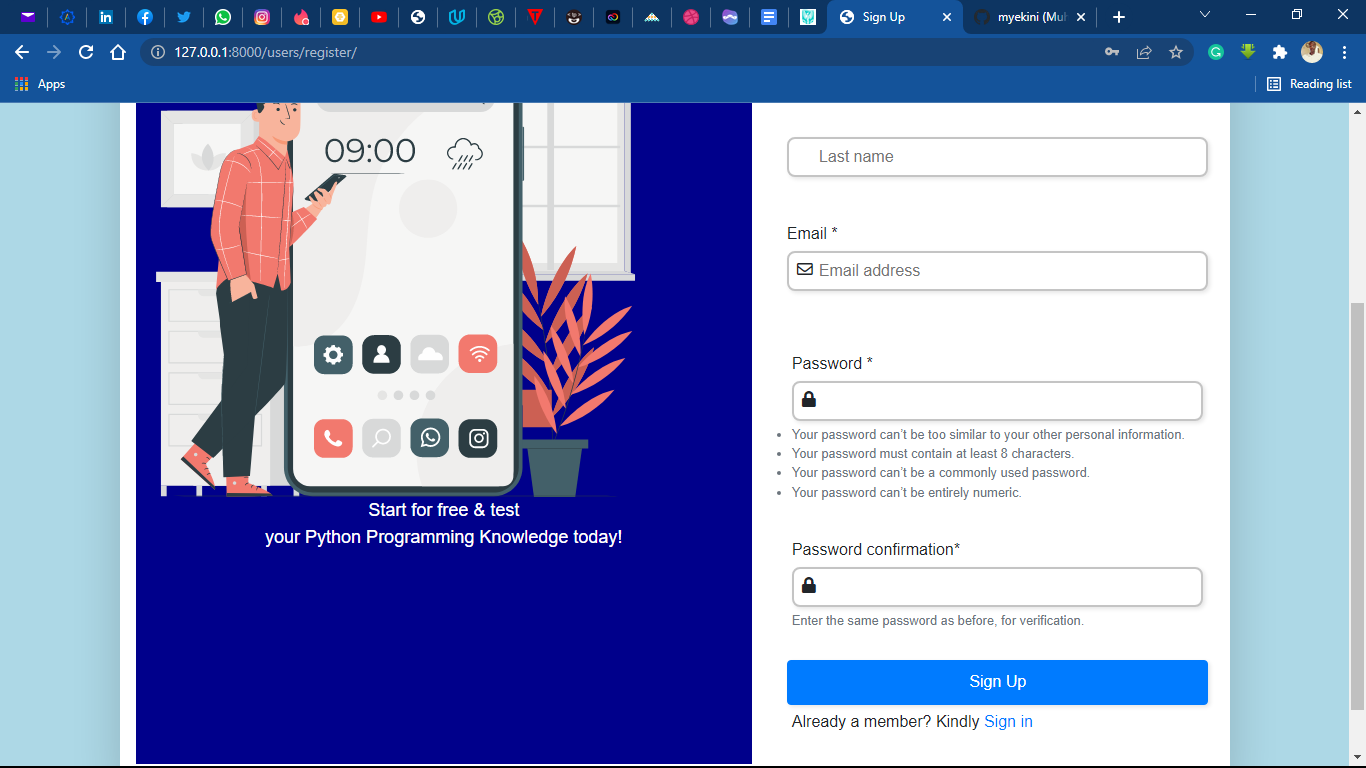 Sign Up
myekini (Muh
127.0.0.1:8000/users/register/
Apps
Reading list
09:00
Start for free & test
your Python Programming Knowledge today!
Last name
Email *
Email address
Password *
Your password can't be too similar to your other personal information.
Your password must contain at least 8 characters.
Your password can't be a commonly used password.
Your password can't be entirely numeric.
Password confirmation*
Enter the same password as before, for verification.
Sign Up
Already a member? Kindly Sign in